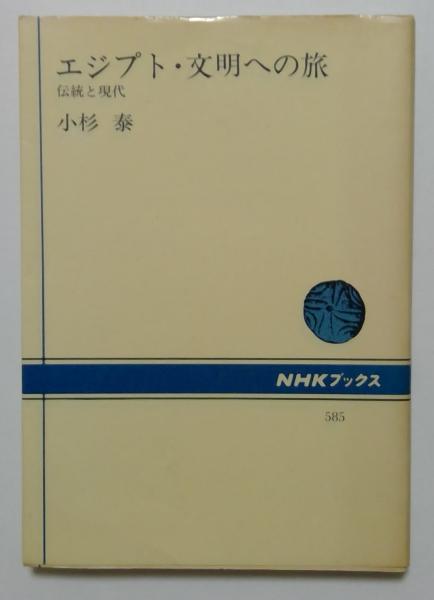 エジプト・文明への旅
伝統と現代
小杉 泰
NHKブックス
585